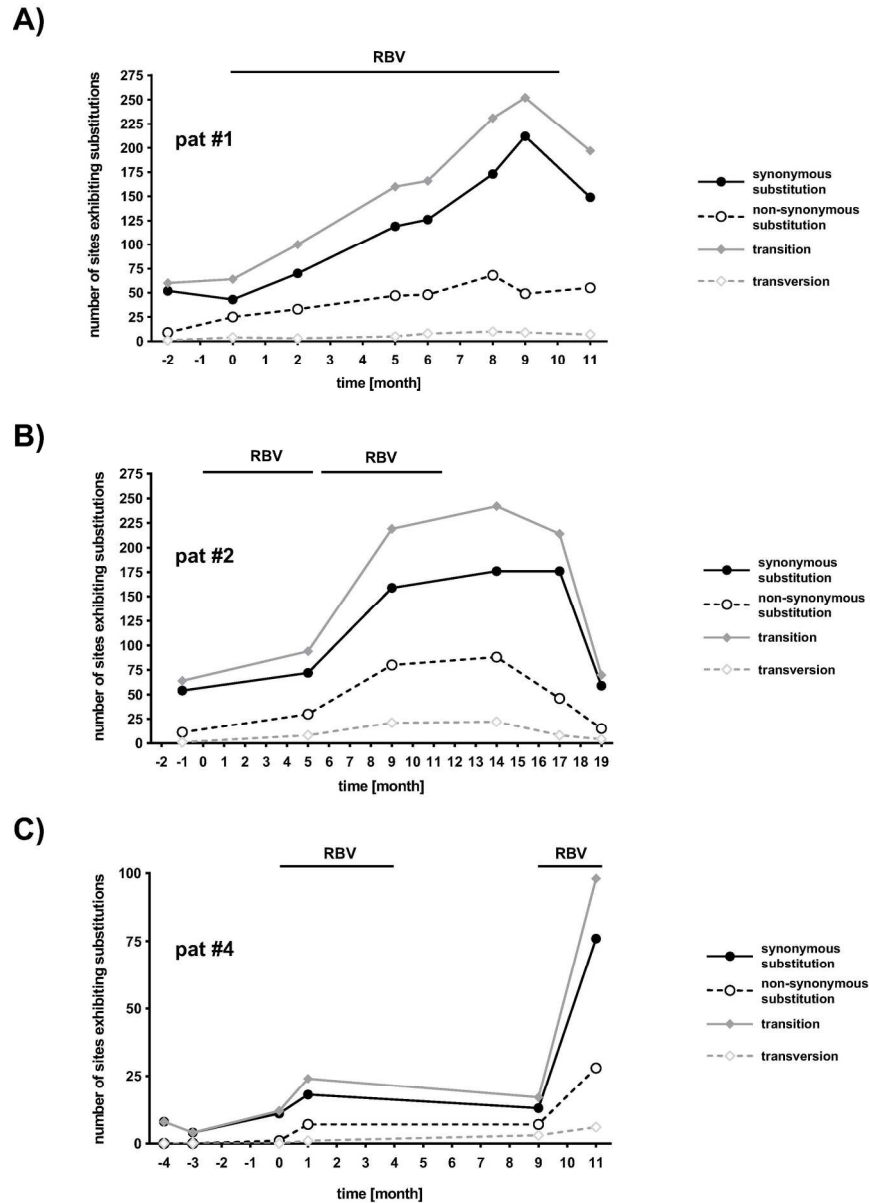 A)
RBV
275
250
225
200
175
150
125
100
75
50
25
0
number of sites exhibiting substitutions
pat #1
-2 -1 0 1 2 3 4 5 6 7 8 9 10 11
time [month]
synonymous
substitution
non-synonymous
substitution
transition
transversion
B)
RBV RBV
275
250
225
200
175
150
125
100
75
50
25
0
number of sites exhibiting substitutions
pat #2
-2 -1 0 1 2 3 4 5 6 7 8 9 10 11 12 13 14 15 16 17 18 19
time [month]
synonymous
substitution
non-synonymous
substitution
transition
transversion
C)
RBV RBV
100
75
50
25
0
number of sites exhibiting substitutions
pat #4
-4 -3 -2 -1 0 1 2 3 4 5 6 7 8 9 10 11
time [month]
synonymous
substitution
non-synonymous
substitution
transition
transversion